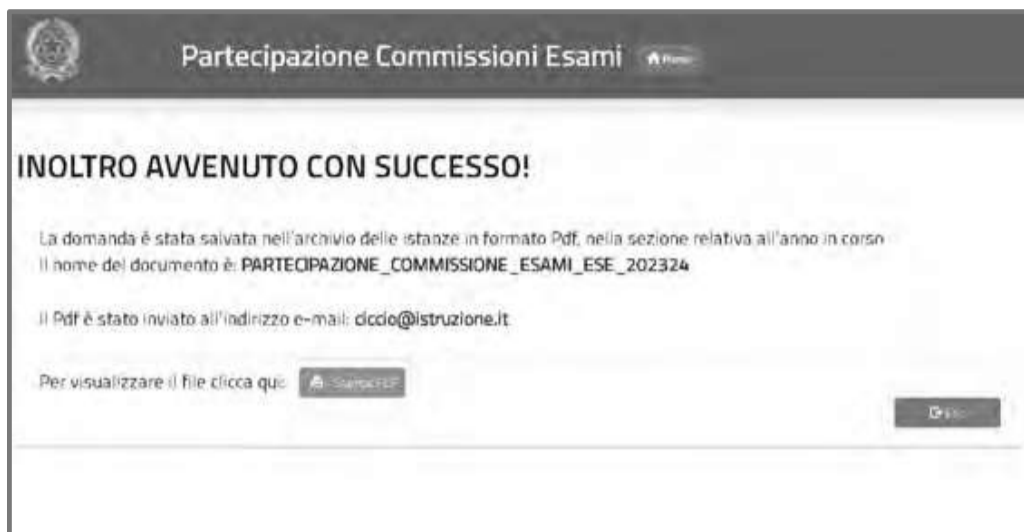 Partecipazione Commissioni Esami
INOLTRO AVVENUTO CON SUCCESSO!
La domanda è stata salvata nell'archivio delle istanze in formato Pdf, nella sezione relativa all'anno in corso
Il nome del documento è: PARTECIPAZIONE_COMMISSIONE_ESAMI_ESE_202324
Il Pdf è stato inviato all'indirizzo e-mail: ciccio@istruzione.it
Per visualizzare il file clicca qui: Stampa PDF